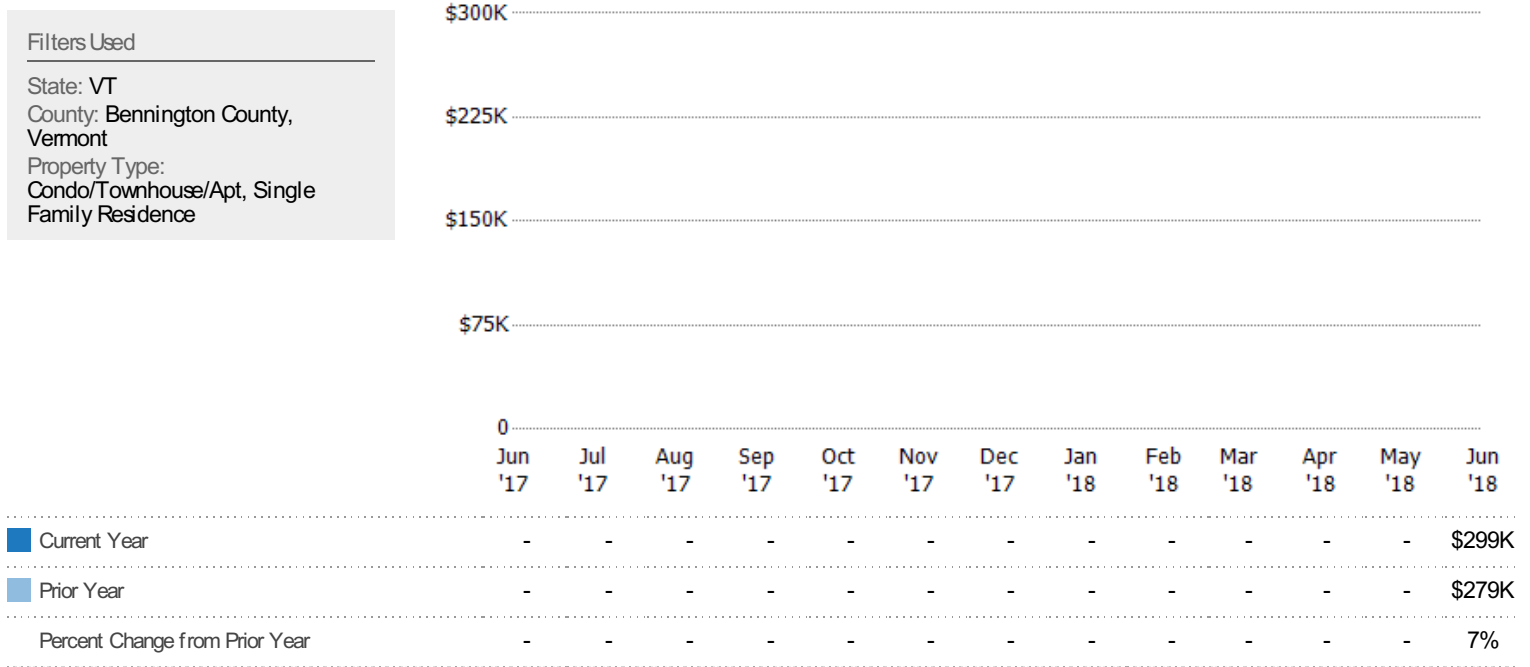 Filters Used
State: VT
County: Bennington County,
Vermont
Property Type:
Condo/Townhouse/Apt, Single
Family Residence
$300K
$225K
$150K
$75K
0
Jun '17 Jul '17 Aug '17 Sep '17 Oct '17 Nov '17 Dec '17 Jan '18 Feb '18 Mar '18 Apr '18 May '18 Jun '18
Current Year - - - - - - - - - - - - $299K
Prior Year - - - - - - - - - - - - $279K
Percent Change from Prior Year - - - - - - - - - - - - 7%